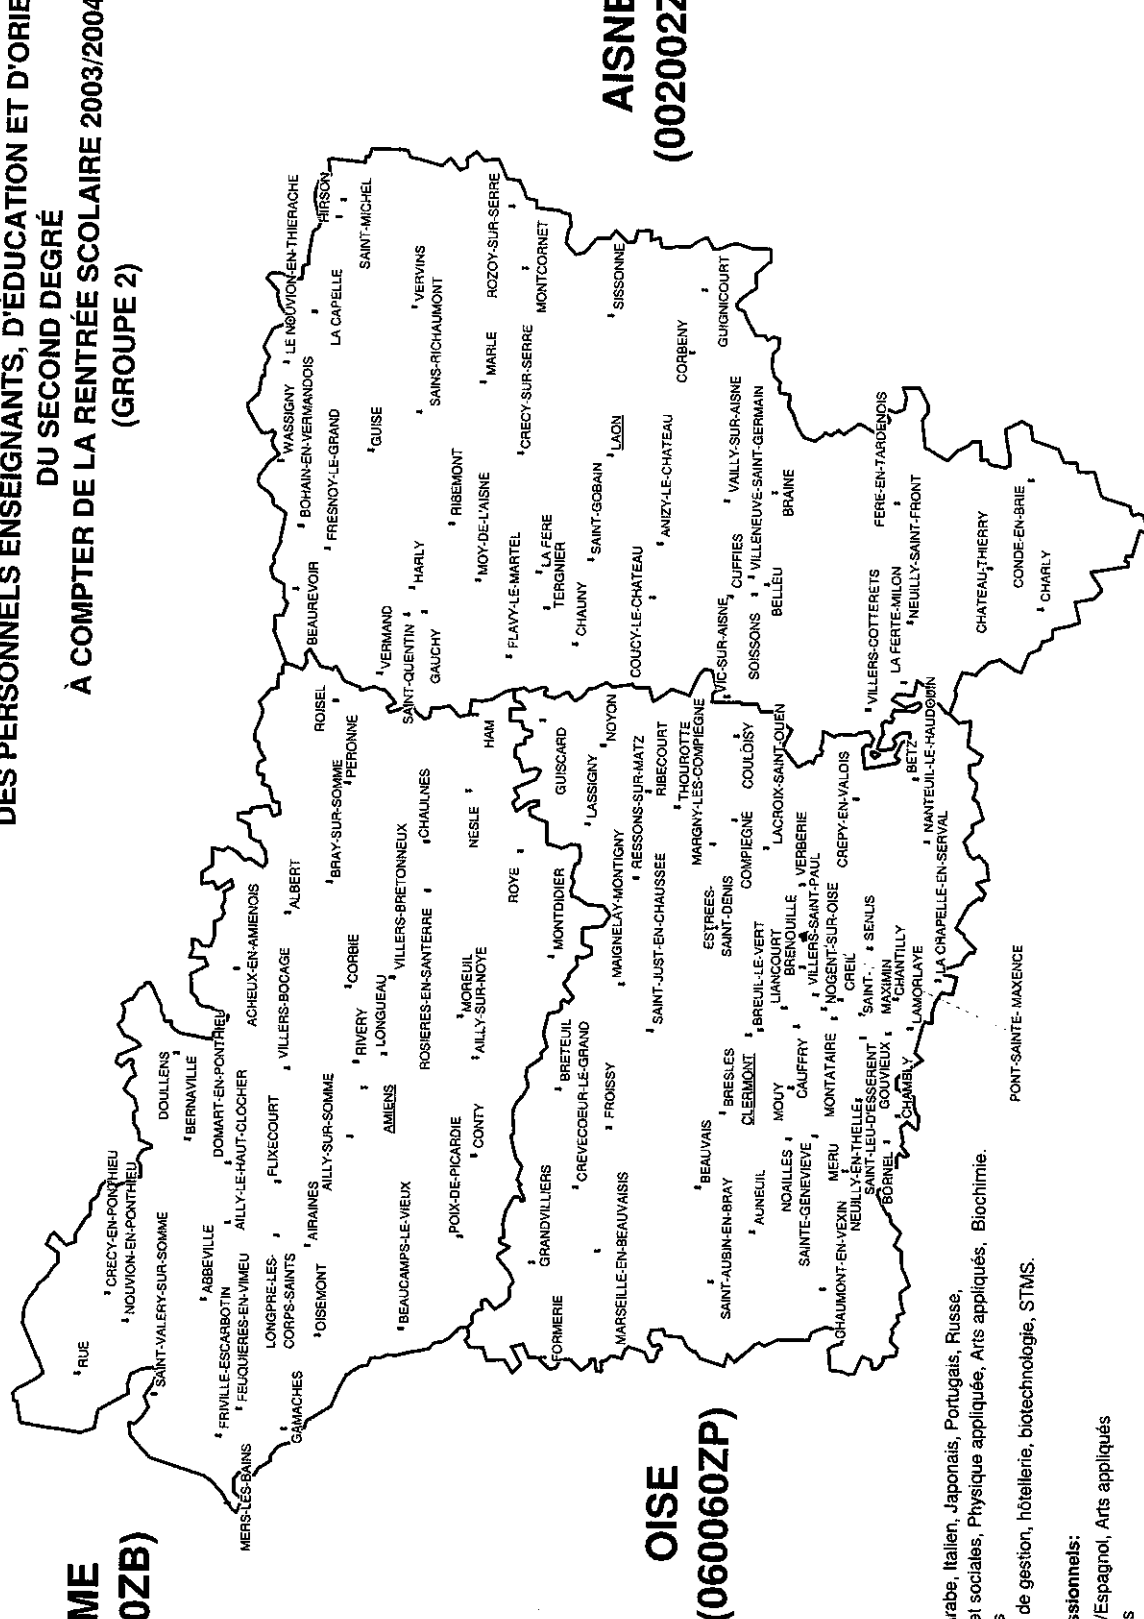 DES PERSONNELS ENSEIGNANTS, D'ÉDUCATION ET D'ORIE
DU SECOND DEGRÉ
À COMPTER DE LA RENTRÉE SCOLAIRE 2003/2004
(GROUPE 2)
ME
0ZB)
AISNE
(002002Z
OISE
(060060ZP)
RUE
CRECY-EN-PONTHIEU
NOUVION-EN-PONTHIEU
SAINT-VALERY-SUR-SOMME
DOULLENS
BERNAVILLE
ABBEVILLE
DOMART-EN-PONTHIEU
FRIVILLE-ESCARBOTIN
FEUQUIERES-EN-VIMEU
AILLY-LE-HAUT-CLOCHER
ACHEUX-EN-AMIENOIS
MERS-LES-BAINS
LONGPRE-LES-
CORPS-SAINTS
FLIXECOURT
VILLERS-BOCAGE
ALBERT
GAMACHES
OISEMONT
AIRAINES
AILLY-SUR-SOMME
BRAY-SUR-SOMME
PERONNE
ROISEL
RIVERY
CORBIE
LONGUEAU
AMIENS
VILLERS-BRETONNEUX
BEAUCAMPS-LE-VIEUX
ROSIERES-EN-SANTERRE
CHAULNES
POIX-DE-PICARDIE
CONTY
AILLY-SUR-NOYE
MOREUIL
NESLE
HAM
ROYE
MONTDIDIER
BEAUREVOIR
BOHAIN-EN-VERMANDOIS
WASSIGNY
LE NOUVION-EN-THIERACHE
HIRSON
FRESNOY-LE-GRAND
LA CAPELLE
SAINT-MICHEL
VERMAND
GUISE
SAINT-QUENTIN
HARLY
GAUCHY
VERVINS
SAINS-RICHAUMONT
RIBEMONT
MOY-DE-L'AISNE
MARLE
ROZOY-SUR-SERRE
FLAVY-LE-MARTEL
CRECY-SUR-SERRE
MONTCORNET
LA FERE
TERGNIER
CHAUNY
SAINT-GOBAIN
LAON
SISSONNE
COUCY-LE-CHATEAU
ANIZY-LE-CHATEAU
CORBENY
GUIGNICOURT
VIC-SUR-AISNE
CUFFIES
VAILLY-SUR-AISNE
SOISSONS
VILLENEUVE-SAINT-GERMAIN
BELLEU
BRAINE
VILLERS-COTTERETS
FERE-EN-TARDENOIS
LA FERTE-MILON
NEUILLY-SAINT-FRONT
CHATEAU-THIERRY
CONDE-EN-BRIE
CHARLY
FORMERIE
GRANDVILLIERS
BRETEUIL
CREVECOEUR-LE-GRAND
GUISCARD
LASSIGNY
NOYON
MARSEILLE-EN-BEAUVAISIS
FROISSY
MAIGNELAY-MONTIGNY
RESSONS-SUR-MATZ
RIBECOURT
SAINT-JUST-EN-CHAUSSEE
THOUROTTE
MARGNY-LES-COMPIEGNE
BEAUVAIS
ESTREES-
SAINT-DENIS
SAINT-AUBIN-EN-BRAY
BRESLES
CLERMONT
COMPIEGNE
COULOISY
AUNEUIL
BREUIL-LE-VERT
LACROIX-SAINT-OUEN
NOAILLES
MOUY
LIANCOURT
BRENOUILLE
VERBERIE
SAINTE-GENEVIEVE
CAUFFRY
VILLERS-SAINT-PAUL
MERU
MONTATAIRE
NOGENT-SUR-OISE
CREPY-EN-VALOIS
CHAUMONT-EN-VEXIN
NEUILLY-EN-THELLE
CREIL
SAINT-LEU-D'ESSERENT
SAINT-
MAXIMIN
SENLIS
BORNEL
GOUVIEUX
CHANTILLY
CHAMBLY
LAMORLAYE
BETZ
NANTEUIL-LE-HAUDOUIN
LA CHAPELLE-EN-SERVAL
PONT-SAINTE-MAXENCE
rabe, Italien, Japonais, Portugais, Russe,
et sociales, Physique appliquée, Arts appliqués, Biochimie.
s
de gestion, hôtellerie, biotechnologie, STMS.
ssionnels:
/Espagnol, Arts appliqués
s